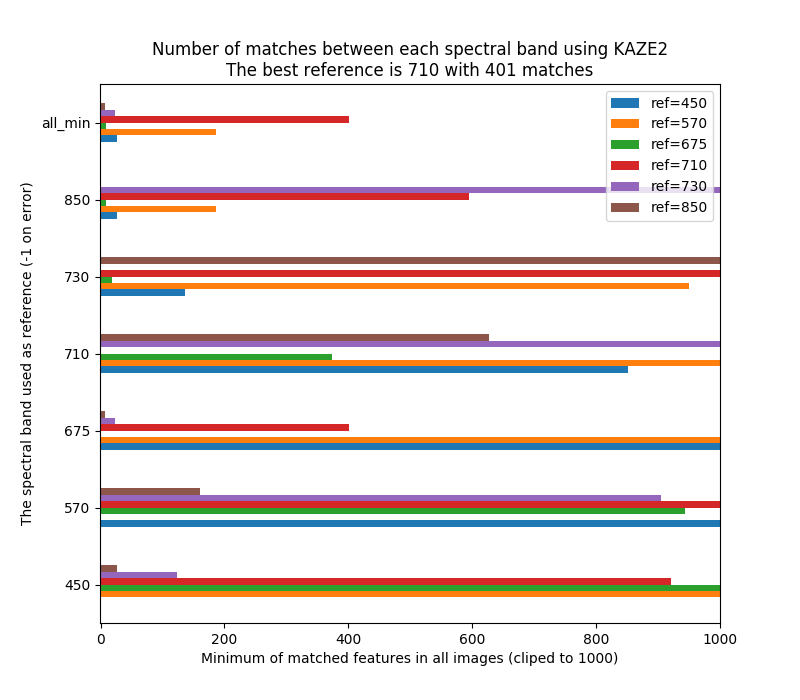 Number of matches between each spectral band using KAZE2
The best reference is 710 with 401 matches
ref=450
ref=570
ref=675
ref=710
ref=730
ref=850
The spectral band used as reference (-1 on error)
all_min
850
730
710
675
570
450
0 200 400 600 800 1000
Minimum of matched features in all images (cliped to 1000)